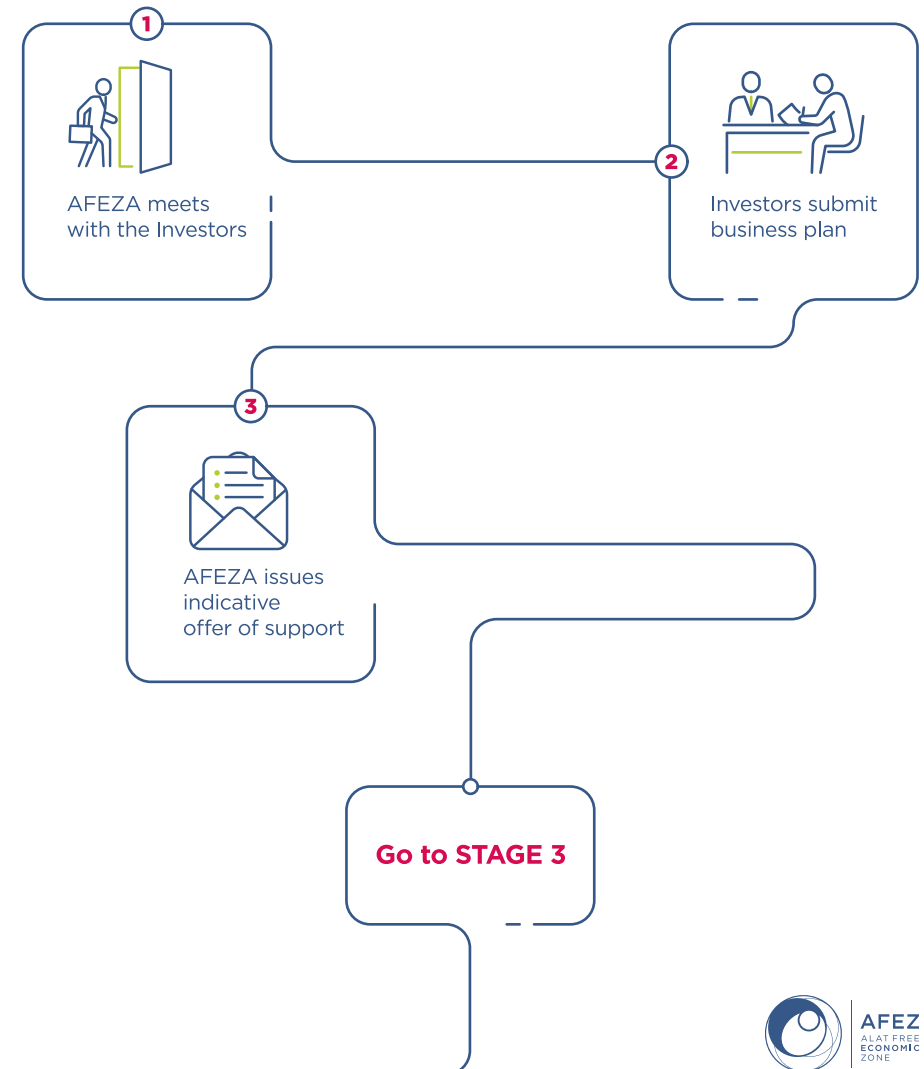 1
AFEZA meets
with the Investors
2
Investors submit
business plan
3
AFEZA issues
indicative
offer of support
Go to STAGE 3
AFEZ
ALAT FREE
ECONOMIC
ZONE